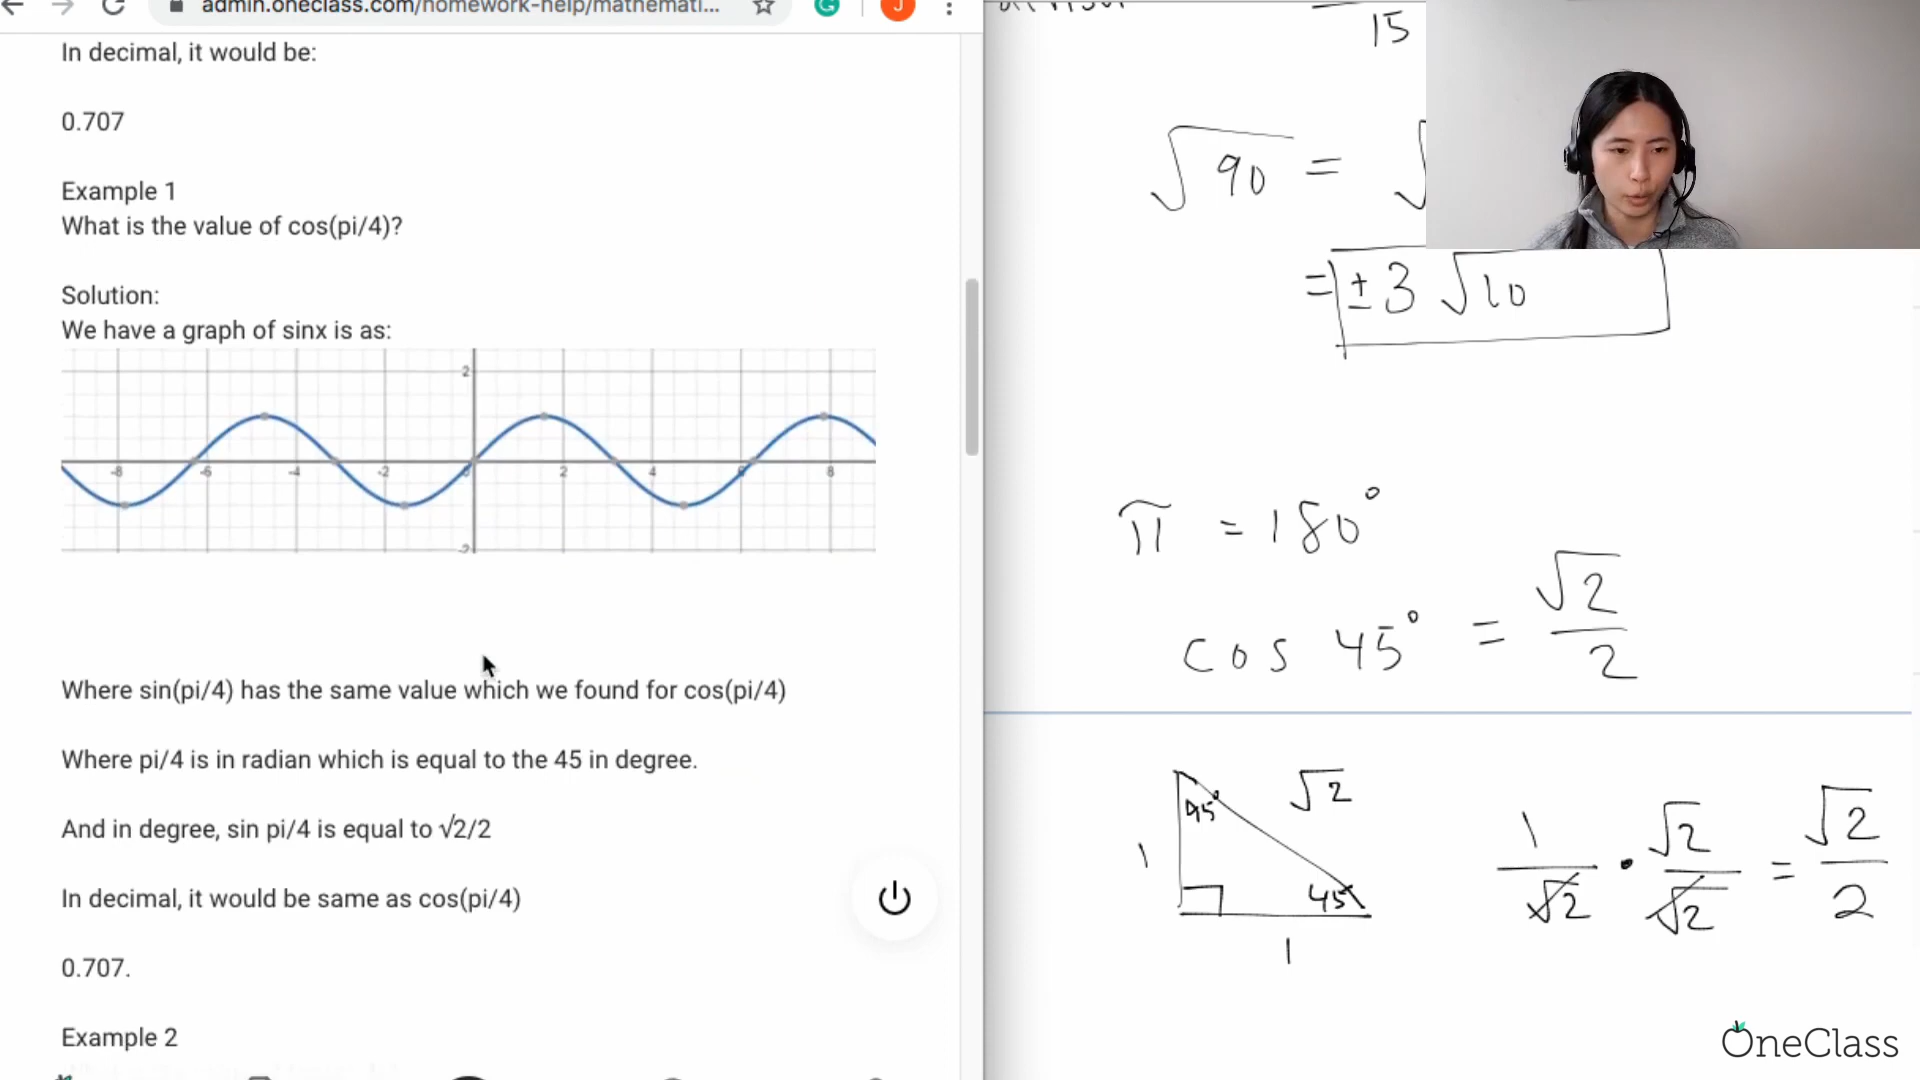 admin.oneclass.com/homework-help/mathemati...
J
In decimal, it would be:
0.707
Example 1
What is the value of cos(pi/4)?
Solution:
We have a graph of sinx is as:
2
-8 -6 -4 -2 0 2 4 6 8
-2
Where sin(pi/4) has the same value which we found for cos(pi/4)
Where pi/4 is in radian which is equal to the 45 in degree.
And in degree, sin pi/4 is equal to √2/2
In decimal, it would be same as cos(pi/4)
0.707.
Example 2
15
√90 = √
= ±3 √10
π = 180°
cos 45° = √2/2
45° √2
1 45
1
1/√2 • √2/√2 = √2/2
OneClass